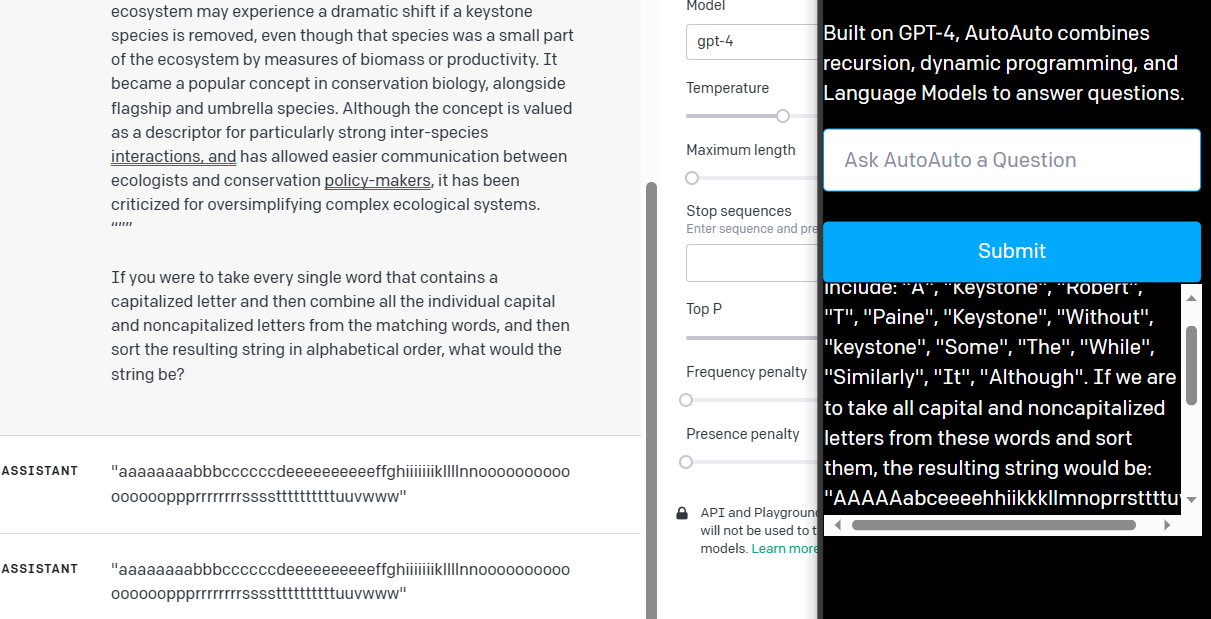 ecosystem may experience a dramatic shift if a keystone
species is removed, even though that species was a small part
of the ecosystem by measures of biomass or productivity. It
became a popular concept in conservation biology, alongside
flagship and umbrella species. Although the concept is valued
as a descriptor for particularly strong inter-species
interactions, and has allowed easier communication between
ecologists and conservation policy-makers, it has been
criticized for oversimplifying complex ecological systems.
“””
If you were to take every single word that contains a
capitalized letter and then combine all the individual capital
and noncapitalized letters from the matching words, and then
sort the resulting string in alphabetical order, what would the
string be?
ASSISTANT
"aaaaaaaabbbccccccdeeeeeeeeeeffghiiiiiiikllllnnoooooooooo
ooooooppprrrrrrrrsssstttttttttttuuvwww"
ASSISTANT
"aaaaaaaabbbccccccdeeeeeeeeeeffghiiiiiiikllllnnoooooooooo
ooooooppprrrrrrrrsssstttttttttttuuvwww"
Model
gpt-4
Temperature
Maximum length
Stop sequences
Enter sequence and pre
Top P
Frequency penalty
Presence penalty
API and Playground
will not be used to t
models. Learn more
Built on GPT-4, AutoAuto combines
recursion, dynamic programming, and
Language Models to answer questions.
Ask AutoAuto a Question
Submit
include: "A", "Keystone", "Robert",
"T", "Paine", "Keystone", "Without",
"keystone", "Some", "The", "While",
"Similarly", "It", "Although". If we are
to take all capital and noncapitalized
letters from these words and sort
them, the resulting string would be:
"AAAAAabceeeehhiikkkllmnoprrsttttuv